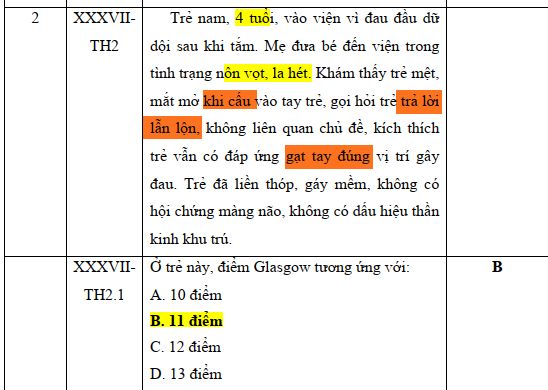 2
XXXVII-
TH2
Trẻ nam, 4 tuổi, vào viện vì đau đầu dữ
dội sau khi tắm. Mẹ đưa bé đến viện trong
tình trạng nôn vọt, la hét. Khám thấy trẻ mệt,
mắt mở khi cấu vào tay trẻ, gọi hỏi trẻ trả lời
lẫn lộn, không liên quan chủ đề, kích thích
trẻ vẫn có đáp ứng gạt tay đúng vị trí gây
đau. Trẻ đã liền thóp, gáy mềm, không có
hội chứng màng não, không có dấu hiệu thần
kinh khu trú.
XXXVII-
TH2.1
Ở trẻ này, điểm Glasgow tương ứng với:
A. 10 điểm
B. 11 điểm
C. 12 điểm
D. 13 điểm
B